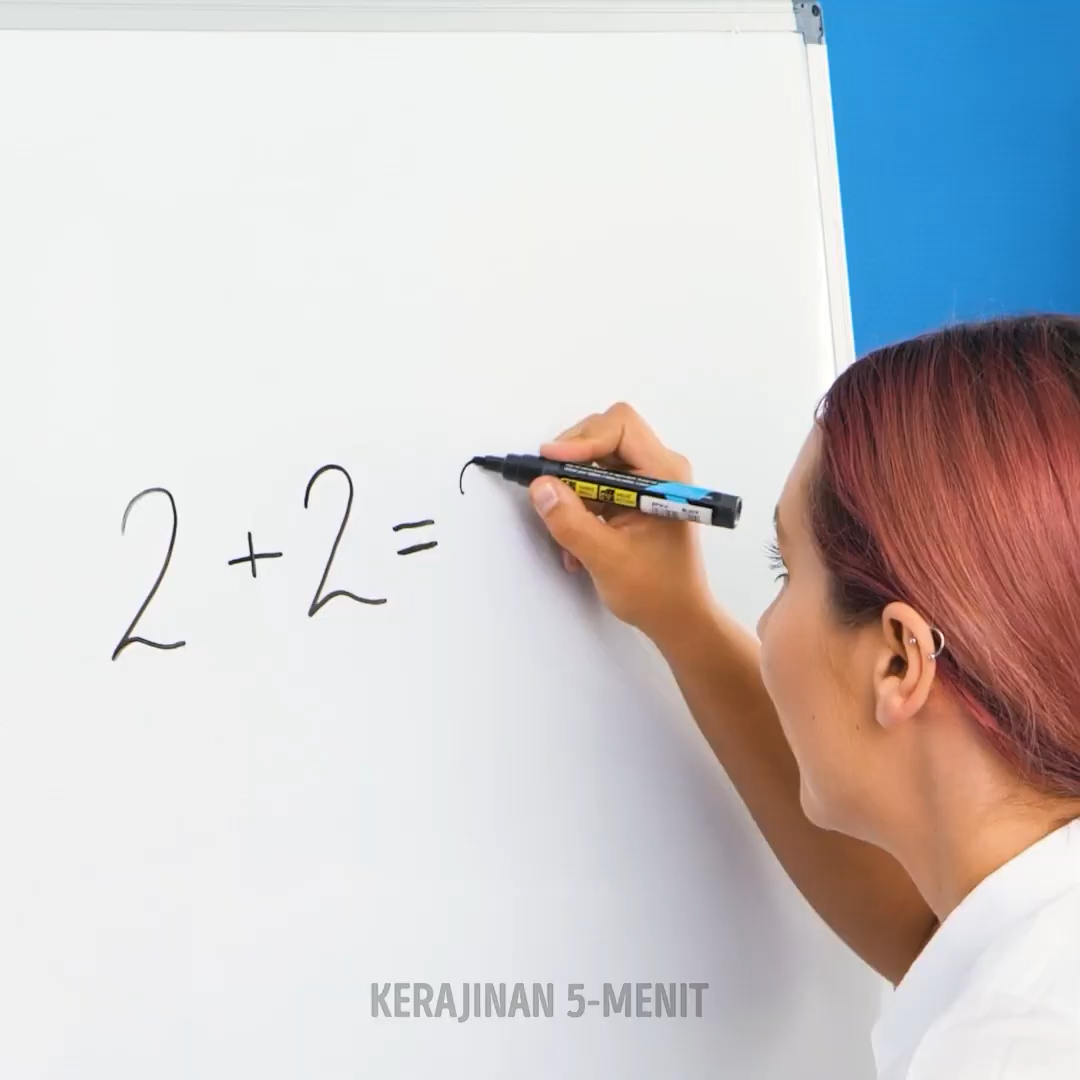 2 + 2 =
KERAJINAN 5-MENIT